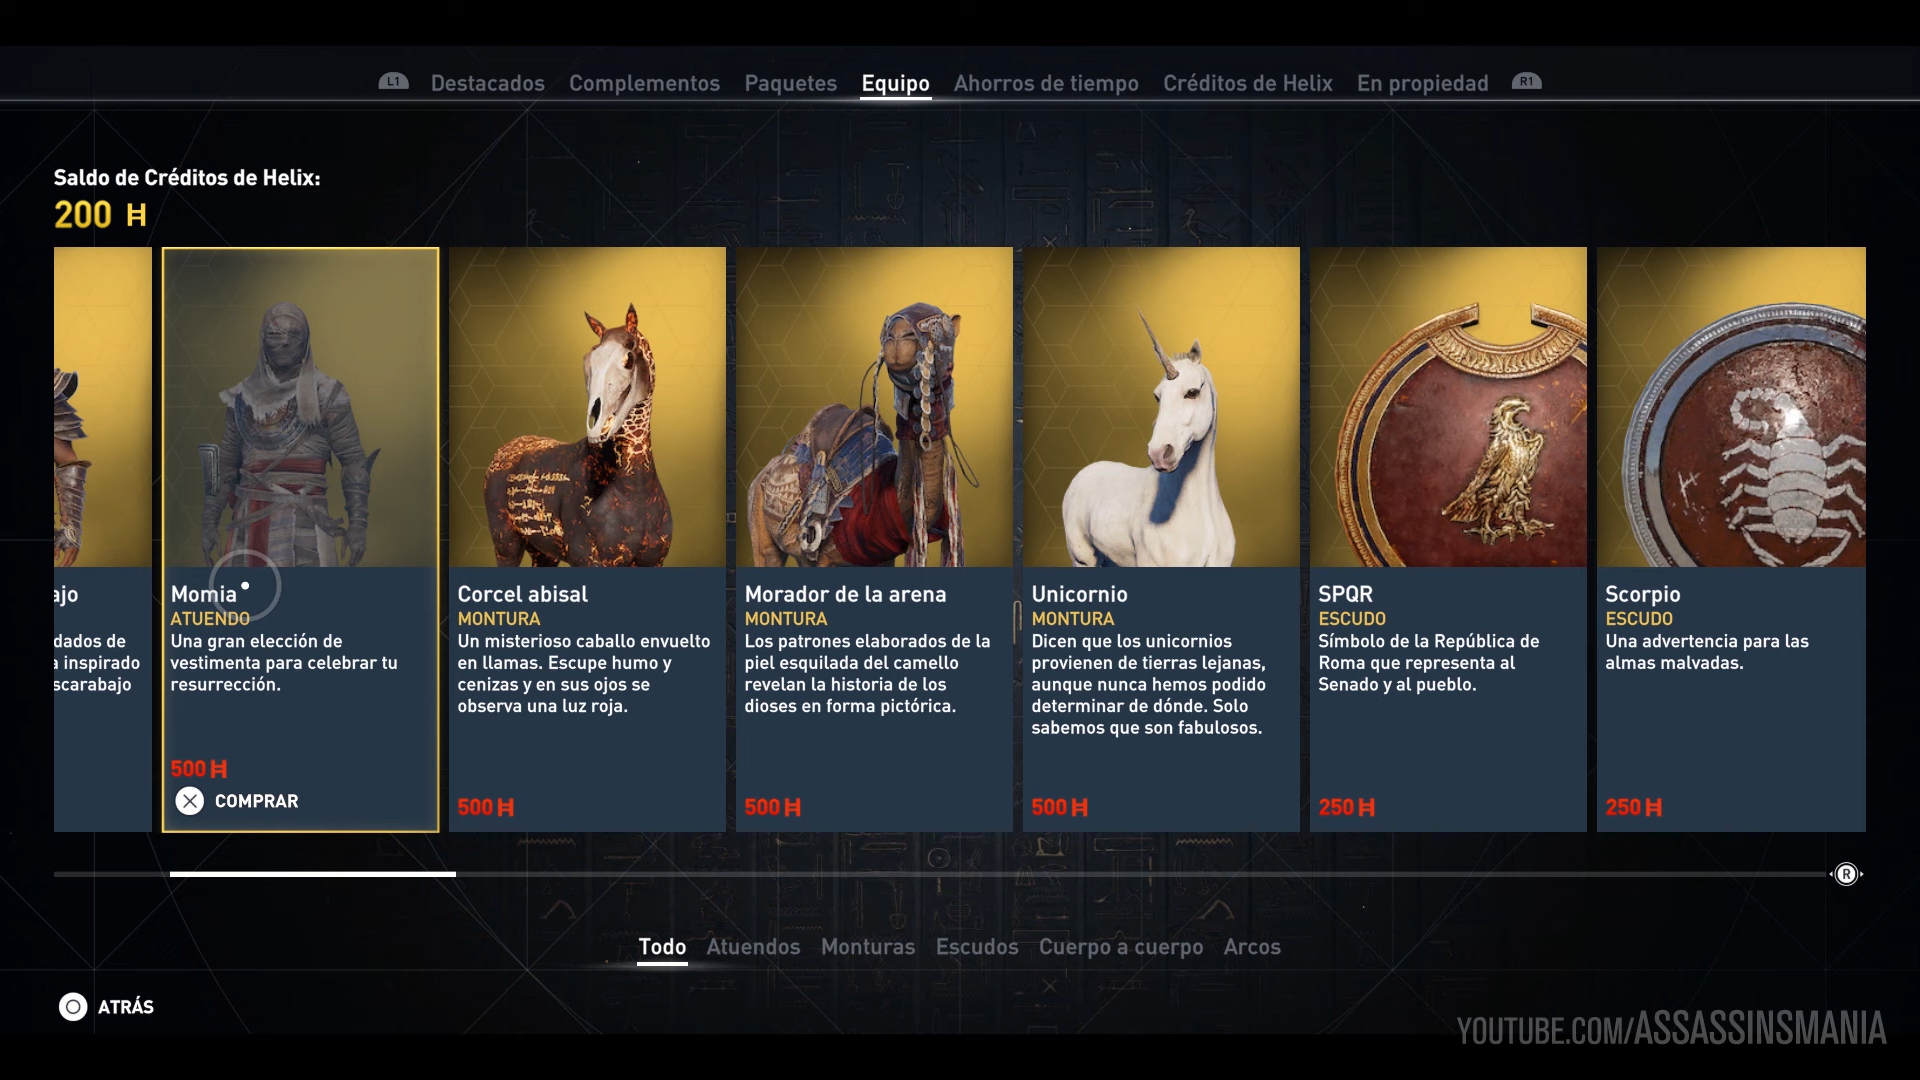 L1 Destacados Complementos Paquetes Equipo Ahorros de tiempo Créditos de Helix En propiedad R1
Saldo de Créditos de Helix:
200
ajo
dados de
inspirado
scarabajo
Momia
ATUENDO
Una gran elección de
vestimenta para celebrar tu
resurrección.
500
COMPRAR
Corcel abisal
MONTURA
Un misterioso caballo envuelto
en llamas. Escupe humo y
cenizas y en sus ojos se
observa una luz roja.
500
Morador de la arena
MONTURA
Los patrones elaborados de la
piel esquilada del camello
revelan la historia de los
dioses en forma pictórica.
500
Unicornio
MONTURA
Dicen que los unicornios
provienen de tierras lejanas,
aunque nunca hemos podido
determinar de dónde. Solo
sabemos que son fabulosos.
500
SPQR
ESCUDO
Símbolo de la República de
Roma que representa al
Senado y al pueblo.
250
Scorpio
ESCUDO
Una advertencia para las
almas malvadas.
250
R
Todo Atuendos Monturas Escudos Cuerpo a cuerpo Arcos
ATRÁS
YOUTUBE.COM/ASSASSINSMANIA